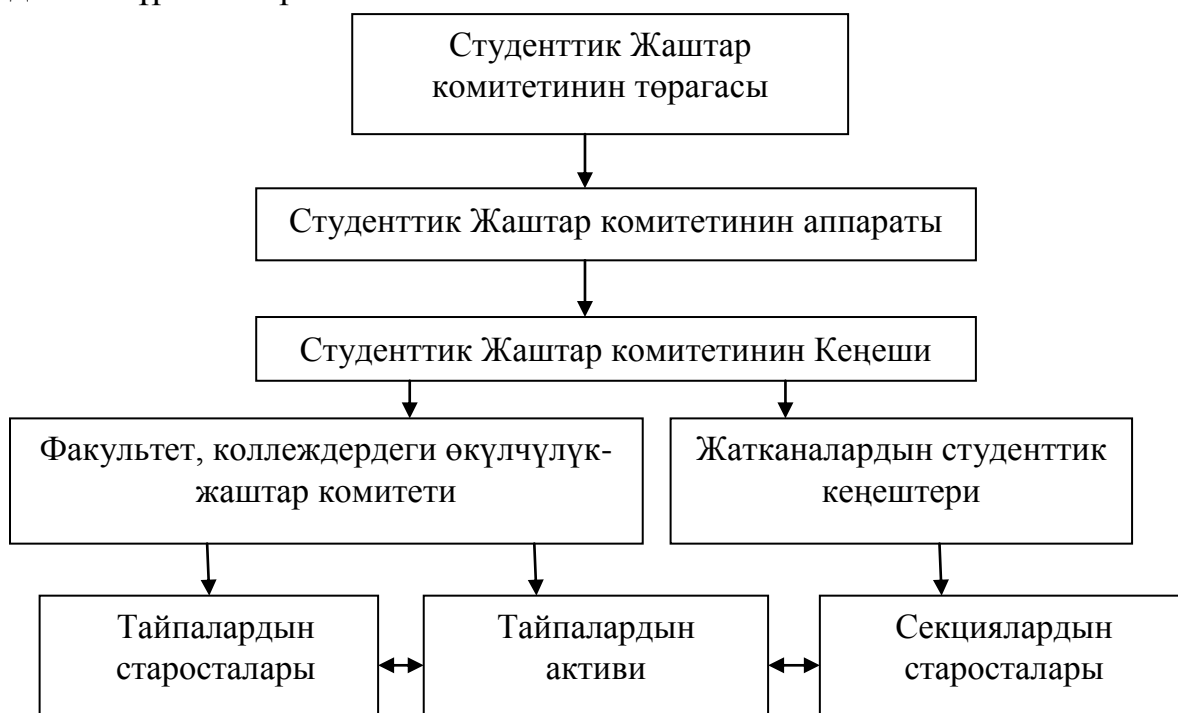 Студенттик Жаштар
комитетинин төрагасы
Студенттик Жаштар комитетинин аппараты
Студенттик Жаштар комитетинин Кеңеши
Факультет, коллеждердеги өкүлчүлүк-
жаштар комитети
Жатканалардын студенттик
кеңештери
Тайпалардын
старосталары
Тайпалардын
активи
Секциялардын
старосталары